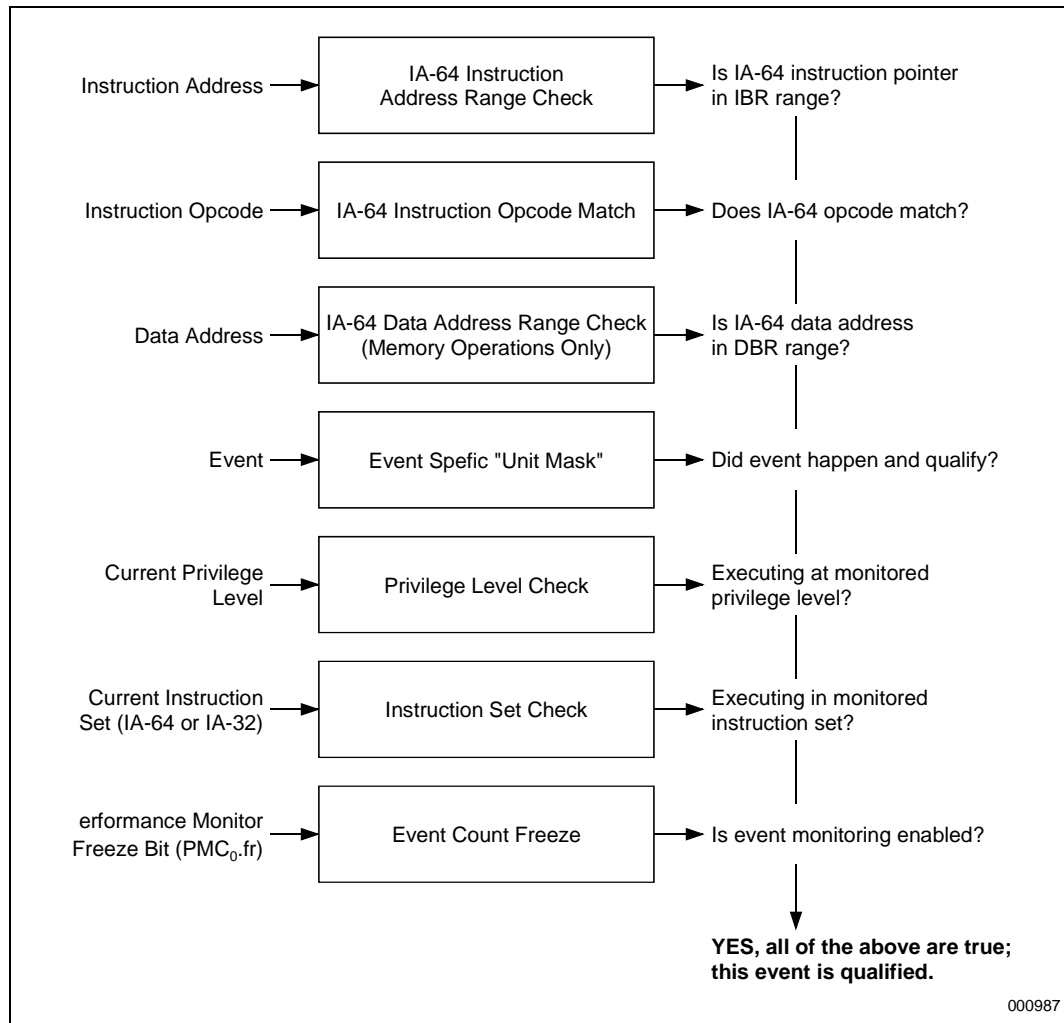 Instruction Address
IA-64 Instruction
Address Range Check
Is IA-64 instruction pointer
in IBR range?
Instruction Opcode
IA-64 Instruction Opcode Match
Does IA-64 opcode match?
Data Address
IA-64 Data Address Range Check
(Memory Operations Only)
Is IA-64 data address
in DBR range?
Event
Event Spefic "Unit Mask"
Did event happen and qualify?
Current Privilege
Level
Privilege Level Check
Executing at monitored
privilege level?
Current Instruction
Set (IA-64 or IA-32)
Instruction Set Check
Executing in monitored
instruction set?
erformance Monitor
Freeze Bit (PMC0.fr)
Event Count Freeze
Is event monitoring enabled?
YES, all of the above are true;
this event is qualified.
000987